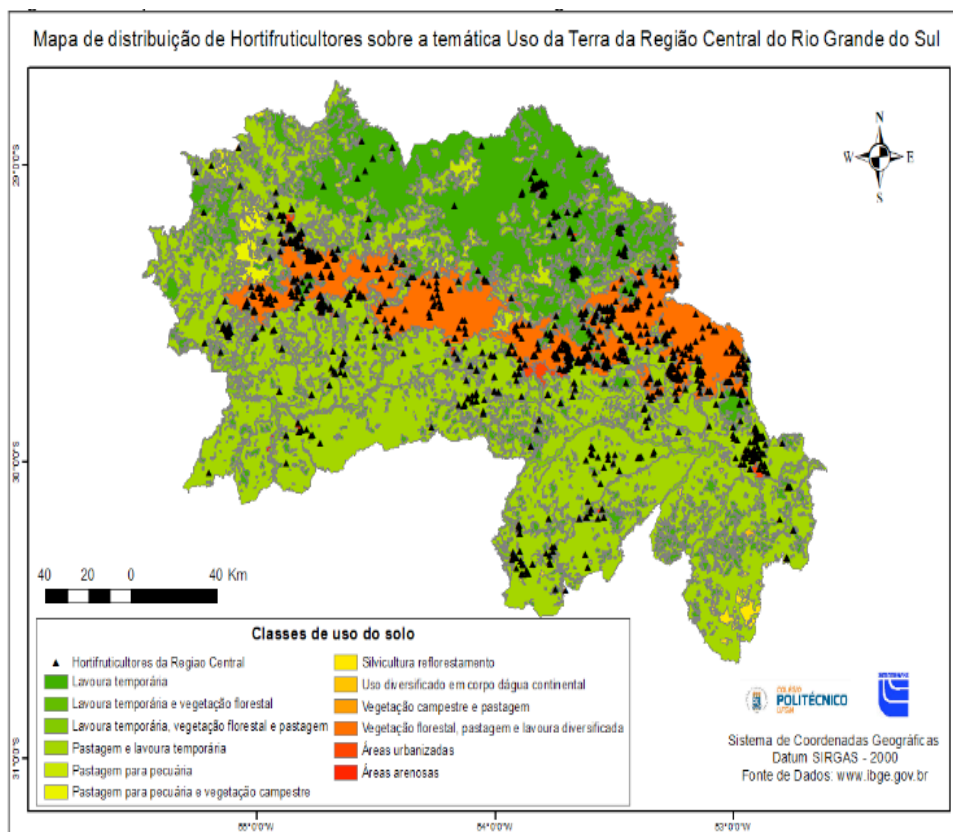 Mapa de distribuição de Hortifruticultores sobre a temática Uso da Terra da Região Central do Rio Grande do Sul
N
W E
S
29°0'0"S
30°0'0"S
31°0'0"S
40 20 0 40 Km
Classes de uso do solo
Hortifruticultores da Regiao Central
Lavoura temporária
Lavoura temporária e vegetação florestal
Lavoura temporária, vegetação florestal e pastagem
Pastagem e lavoura temporária
Pastagem para pecuária
Pastagem para pecuária e vegetação campestre
Silvicultura reflorestamento
Uso diversificado em corpo dágua continental
Vegetação campestre e pastagem
Vegetação florestal, pastagem e lavoura diversificada
Áreas urbanizadas
Áreas arenosas
COLÉGIO
POLITÉCNICO
UFSM
Sistema de Coordenadas Geográficas
Datum SIRGAS - 2000
Fonte de Dados: www.ibge.gov.br
55°0'0"W 54°0'0"W 53°0'0"W